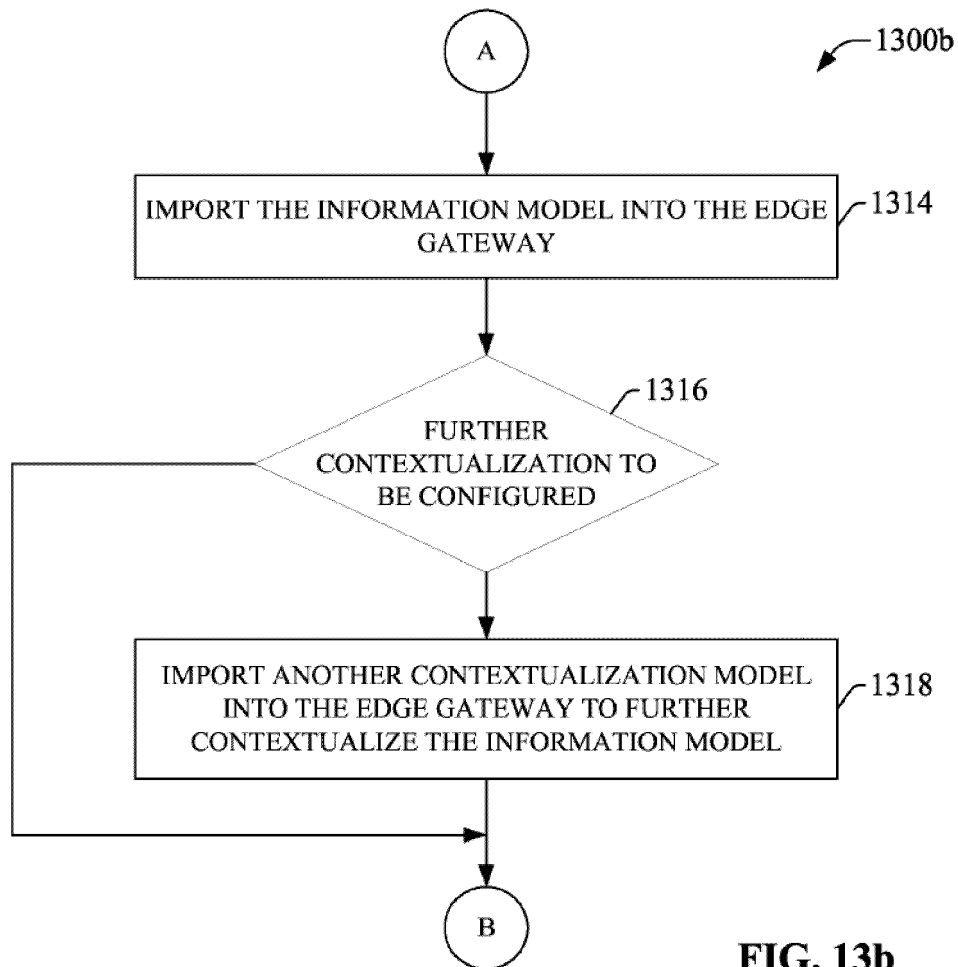 A
1300b
IMPORT THE INFORMATION MODEL INTO THE EDGE
GATEWAY
1314
1316
FURTHER
CONTEXTUALIZATION TO
BE CONFIGURED
IMPORT ANOTHER CONTEXTUALIZATION MODEL
INTO THE EDGE GATEWAY TO FURTHER
CONTEXTUALIZE THE INFORMATION MODEL
1318
B
FIG. 13b